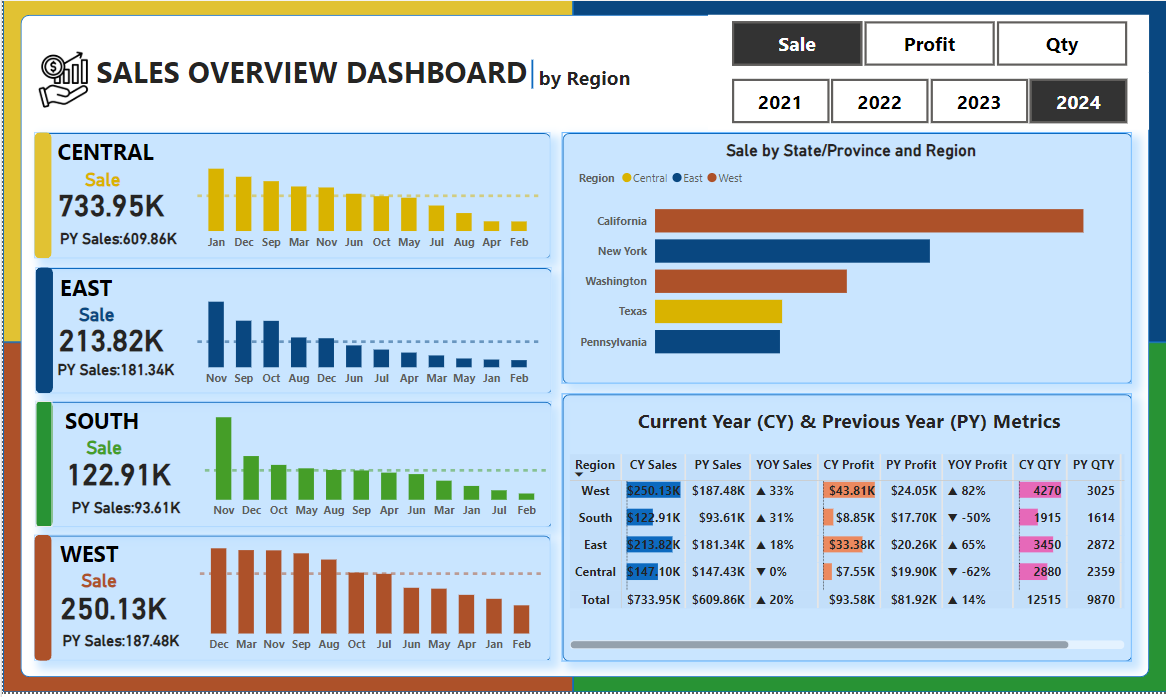 SALES OVERVIEW DASHBOARD by Region
Sale Profit Qty
2021 2022 2023 2024
CENTRAL
Sale
733.95K
PY Sales:609.86K
Jan Dec Sep Mar Nov Jun Oct May Jul Aug Apr Feb
EAST
Sale
213.82K
PY Sales:181.34K
Nov Sep Oct Aug Dec Jun Jul Apr Mar May Jan Feb
SOUTH
Sale
122.91K
PY Sales:93.61K
Nov Dec Oct May Aug Sep Apr Jun Mar Jan Jul Feb
WEST
Sale
250.13K
PY Sales:187.48K
Dec Mar Nov Sep Aug Oct Jul Jun May Apr Jan Feb
Sale by State/Province and Region
Region Central East West
California
New York
Washington
Texas
Pennsylvania
Current Year (CY) & Previous Year (PY) Metrics
Region CY Sales PY Sales YOY Sales CY Profit PY Profit YOY Profit CY QTY PY QTY
West $250.13K $187.48K ▲ 33% $43.81K $24.05K ▲ 82% 4270 3025
South $122.91K $93.61K ▲ 31% $8.85K $17.70K ▼ -50% 1915 1614
East $213.82K $181.34K ▲ 18% $33.38K $20.26K ▲ 65% 3450 2872
Central $147.10K $147.43K ▼ 0% $7.55K $19.90K ▼ -62% 2880 2359
Total $733.95K $609.86K ▲ 20% $93.58K $81.92K ▲ 14% 12515 9870